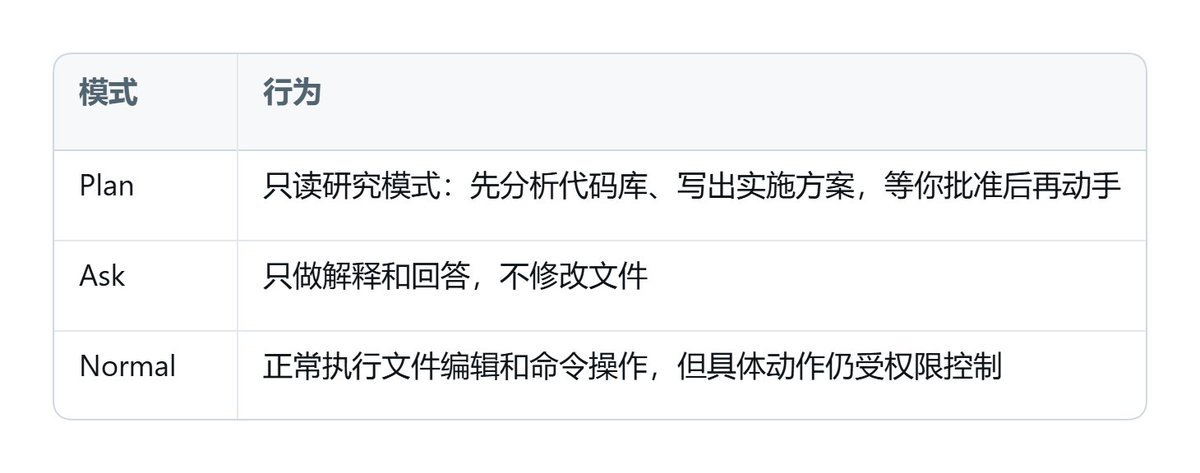 模式 行为
Plan 只读研究模式：先分析代码库、写出实施方案，等你批准后再动手
Ask 只做解释和回答，不修改文件
Normal 正常执行文件编辑和命令操作，但具体动作仍受权限控制